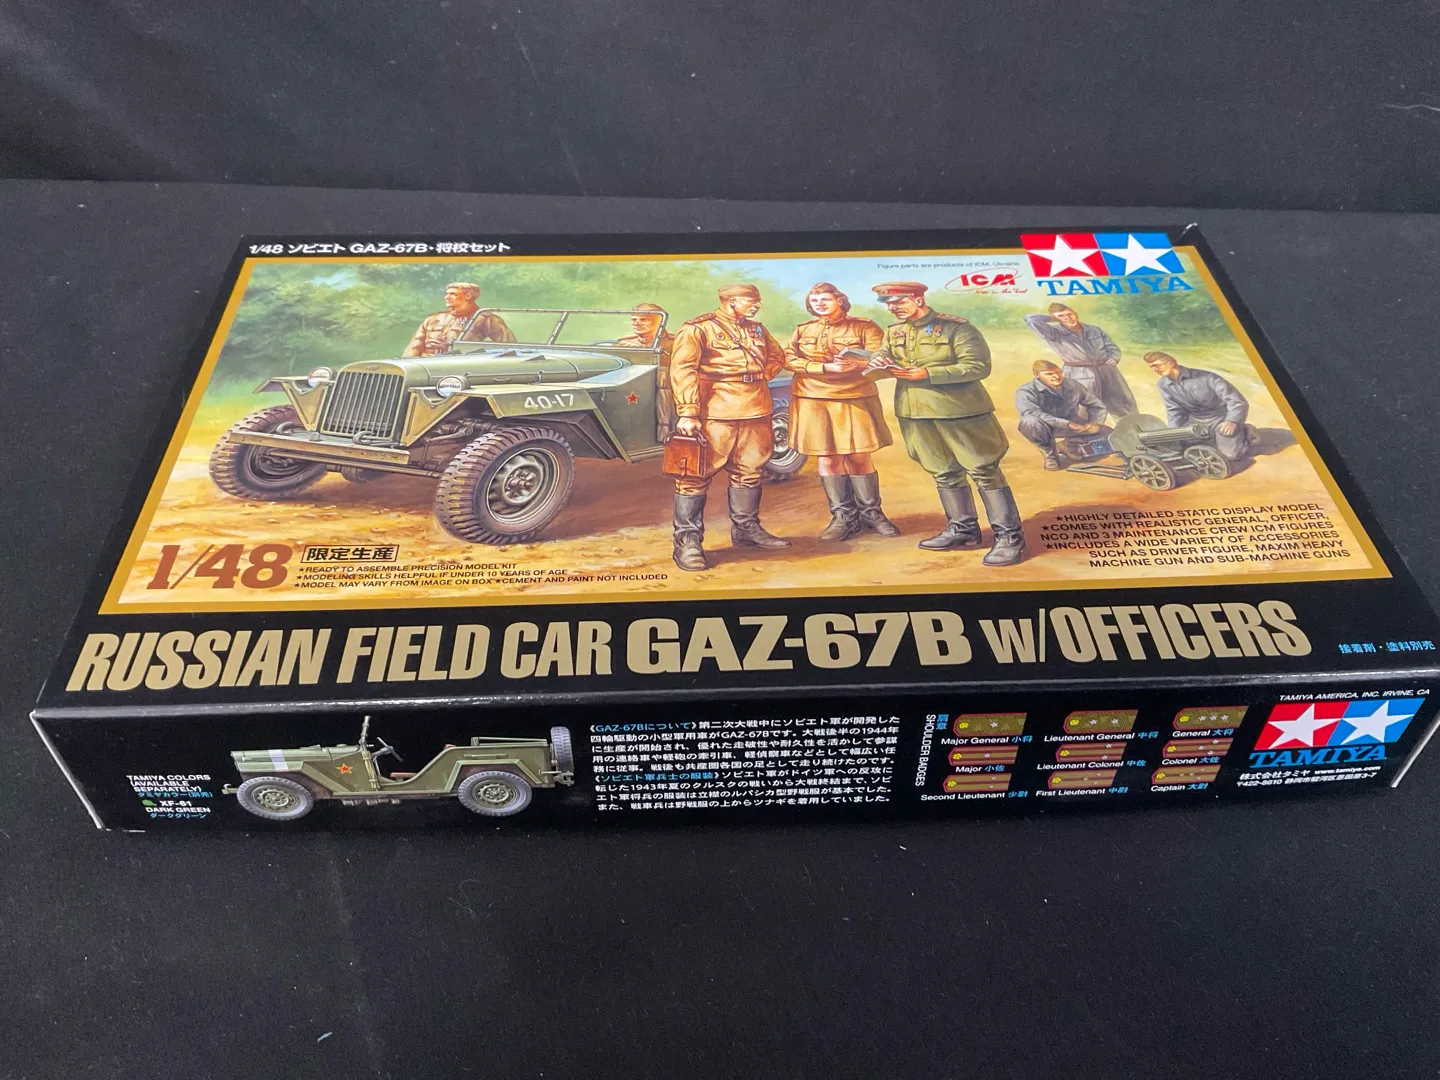 1/48 ソビエト GAZ-67B・将校セット
Figure parts are products of ICM, Ukraine
ICM
TAMIYA
40-17
1/48 限定生産
★READY TO ASSEMBLE PRECISION MODEL KIT
★MODELING SKILLS HELPFUL IF UNDER 10 YEARS OF AGE
★MODEL MAY VARY FROM IMAGE ON BOX ★CEMENT AND PAINT NOT INCLUDED
★HIGHLY DETAILED STATIC DISPLAY MODEL
★COMES WITH REALISTIC GENERAL, OFFICER,
NCO AND 3 MAINTENANCE CREW ICM FIGURES
★INCLUDES A WIDE VARIETY OF ACCESSORIES
SUCH AS DRIVER FIGURE, MAXIM HEAVY
MACHINE GUN AND SUB-MACHINE GUNS
RUSSIAN FIELD CAR GAZ-67B W/OFFICERS
接着剤・塗料別売
TAMIYA COLORS
(AVAILABLE
SEPARATELY)
タミヤカラー(別売)
XF-61
DARK GREEN
ダークグリーン
《GAZ-67Bについて》第二次大戦中にソビエト軍が開発した
四輪駆動の小型軍用車がGAZ-67Bです。大戦後半の1944年
に生産が開始され、優れた走破性や耐久性を活かして参謀
用の連絡車や軽砲の牽引車、軽偵察車などとして幅広い任
務に従事。戦後も共産圏各国の足として走り続けたのです。
《ソビエト軍兵士の服装》ソビエト軍がドイツ軍への反攻に
転じた1943年夏のクルスクの戦いから大戦終結まで、ソビ
エト軍将兵の服装は立襟のルバシカ型野戦服が基本でした。
また、戦車兵は野戦服の上からツナギを着用していました。
肩章
SHOULDER BADGES
Major General 少将
Lieutenant General 中将
General 大将
Major 少佐
Lieutenant Colonel 中佐
Colonel 大佐
Second Lieutenant 少尉
First Lieutenant 中尉
Captain 大尉
TAMIYA AMERICA, INC. IRVINE, CA
TAMIYA
株式会社タミヤ www.tamiya.com
〒422-8610 静岡市駿河区恩田原3-7